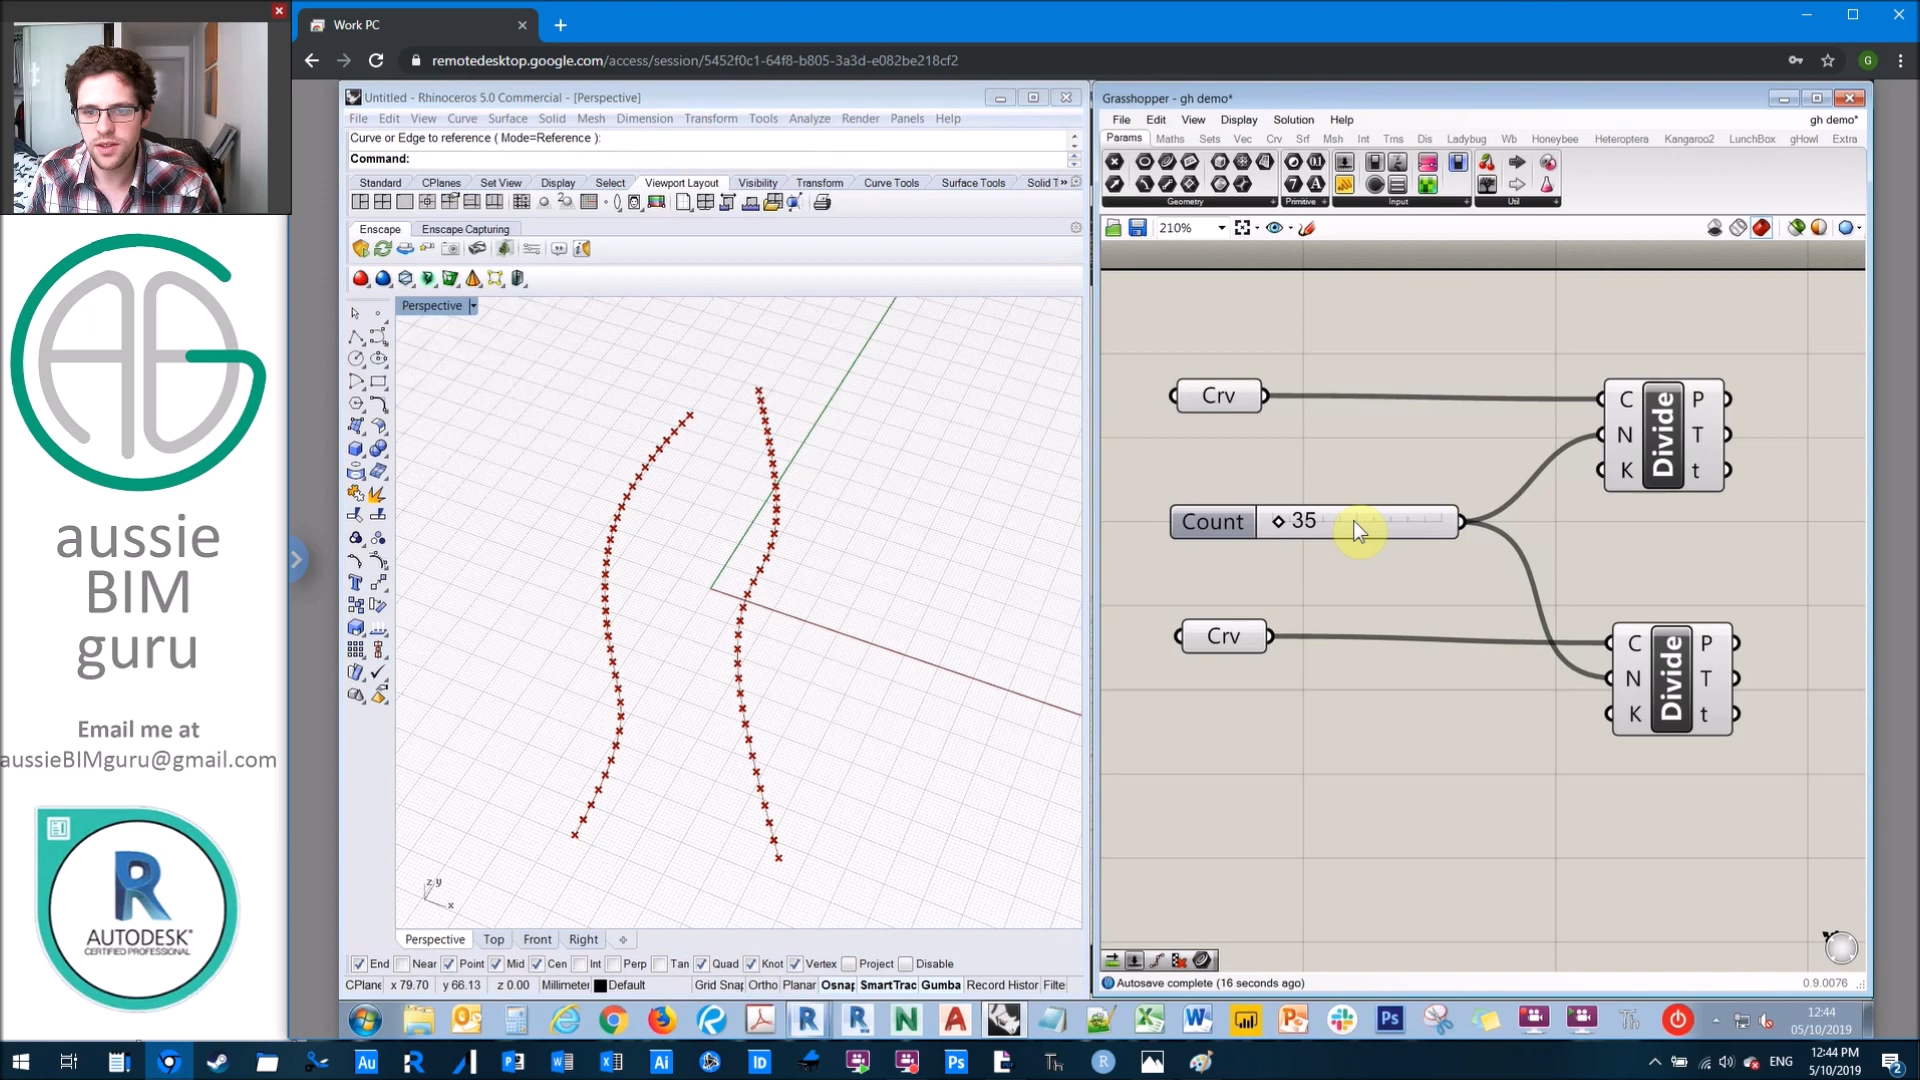 Work PC
remotedesktop.google.com/access/session/5452f0c1-64f8-b805-3a3d-e082be218cf2
G
Untitled - Rhinoceros 5.0 Commercial - [Perspective]
File Edit View Curve Surface Solid Mesh Dimension Transform Tools Analyze Render Panels Help
Curve or Edge to reference ( Mode=Reference ):
Command:
Standard CPlanes Set View Display Select Viewport Layout Visibility Transform Curve Tools Surface Tools Solid T
Enscape Enscape Capturing
Perspective
z y
x
Perspective Top Front Right
End Near Point Mid Cen Int Perp Tan Quad Knot Vertex Project Disable
CPlane x 79.70 y 66.13 z 0.00 Millimeter Default Grid Snap Ortho Planar Osnap SmartTrac Gumba Record Histor Filte
Grasshopper - gh demo*
File Edit View Display Solution Help
gh demo*
Params Maths Sets Vec Crv Srf Msh Int Trns Dis Ladybug Wb Honeybee Heteroptera Kangaroo2 LunchBox gHowl Extra
Geometry Primitive Input Util
210%
Crv
C Divide P
N T
K t
Count 35
Crv
C Divide P
N T
K t
Autosave complete (16 seconds ago)
0.9.0076
aussie
BIM
guru
Email me at
aussieBIMguru@gmail.com
R
AUTODESK
CERTIFIED PROFESSIONAL
12:44
05/10/2019
ENG
12:44 PM
5/10/2019
2